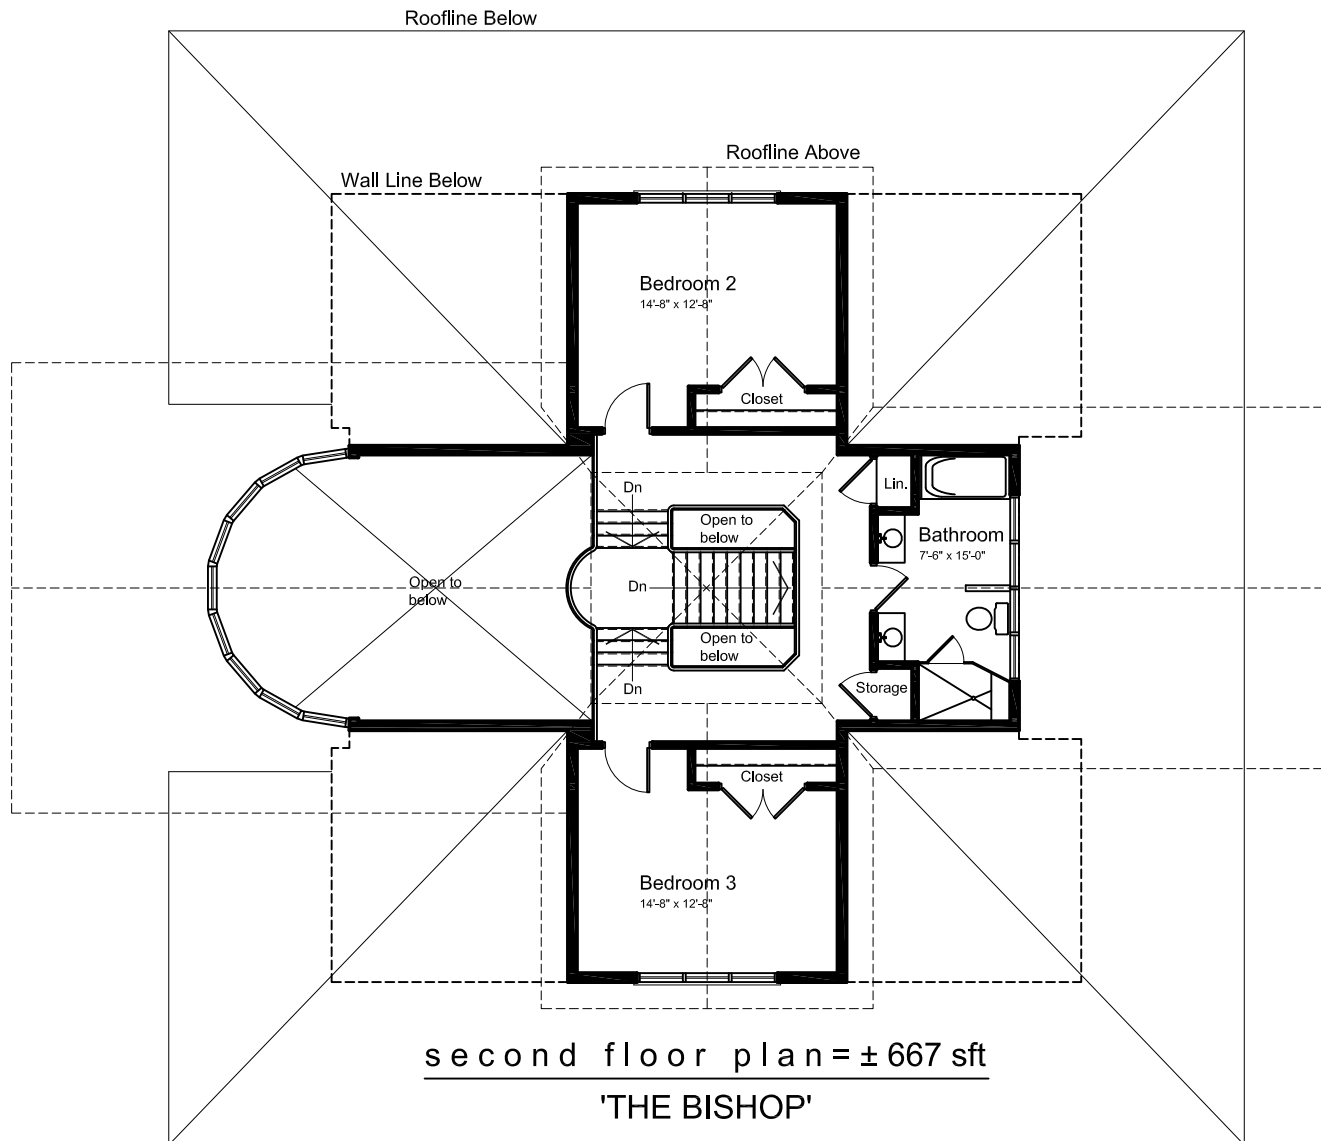 Roofline Below
Roofline Above
Wall Line Below
Bedroom 2
14'-8" x 12'-8"
Closet
Dn
Lin.
Open to
below
Bathroom
7'-6" x 15'-0"
Open to
below
Dn
Open to
below
Dn
Storage
Closet
Bedroom 3
14'-8" x 12'-8"
second floor plan = ± 667 sft
'THE BISHOP'